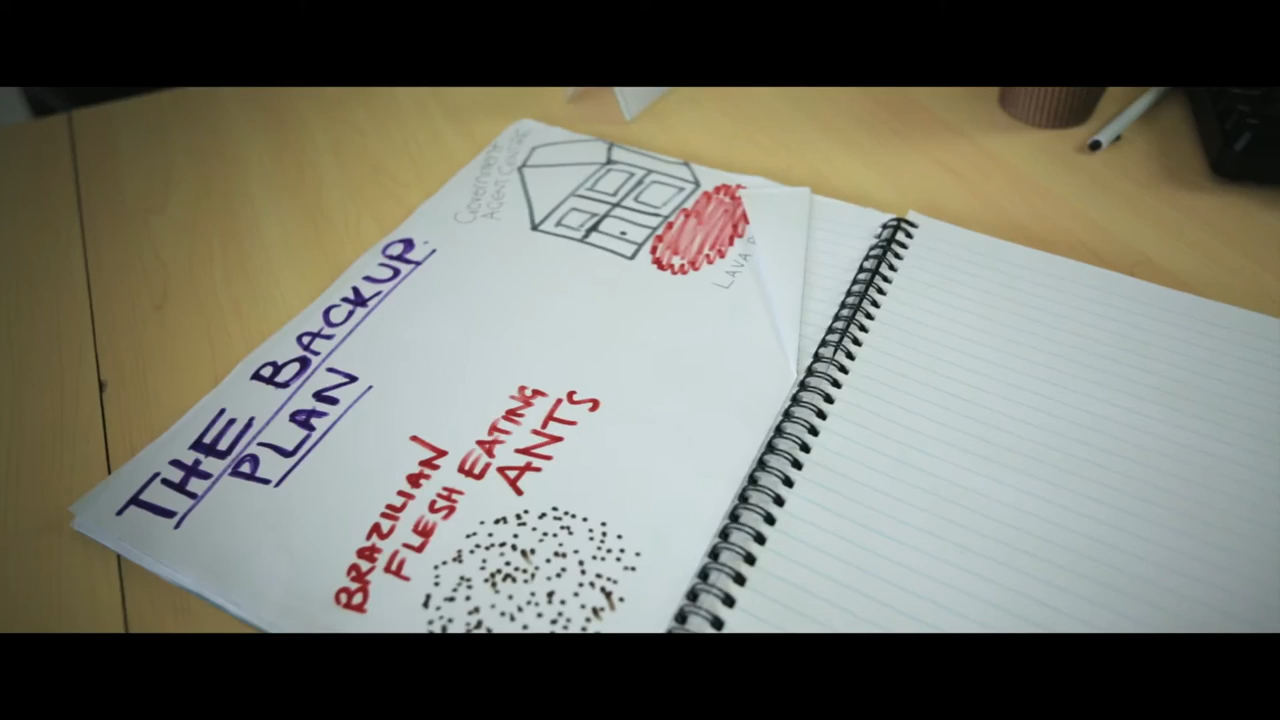 THE BACKUP
PLAN
Government
Agent Centre
LAVA
BRAZILIAN
FLESH EATING
ANTS